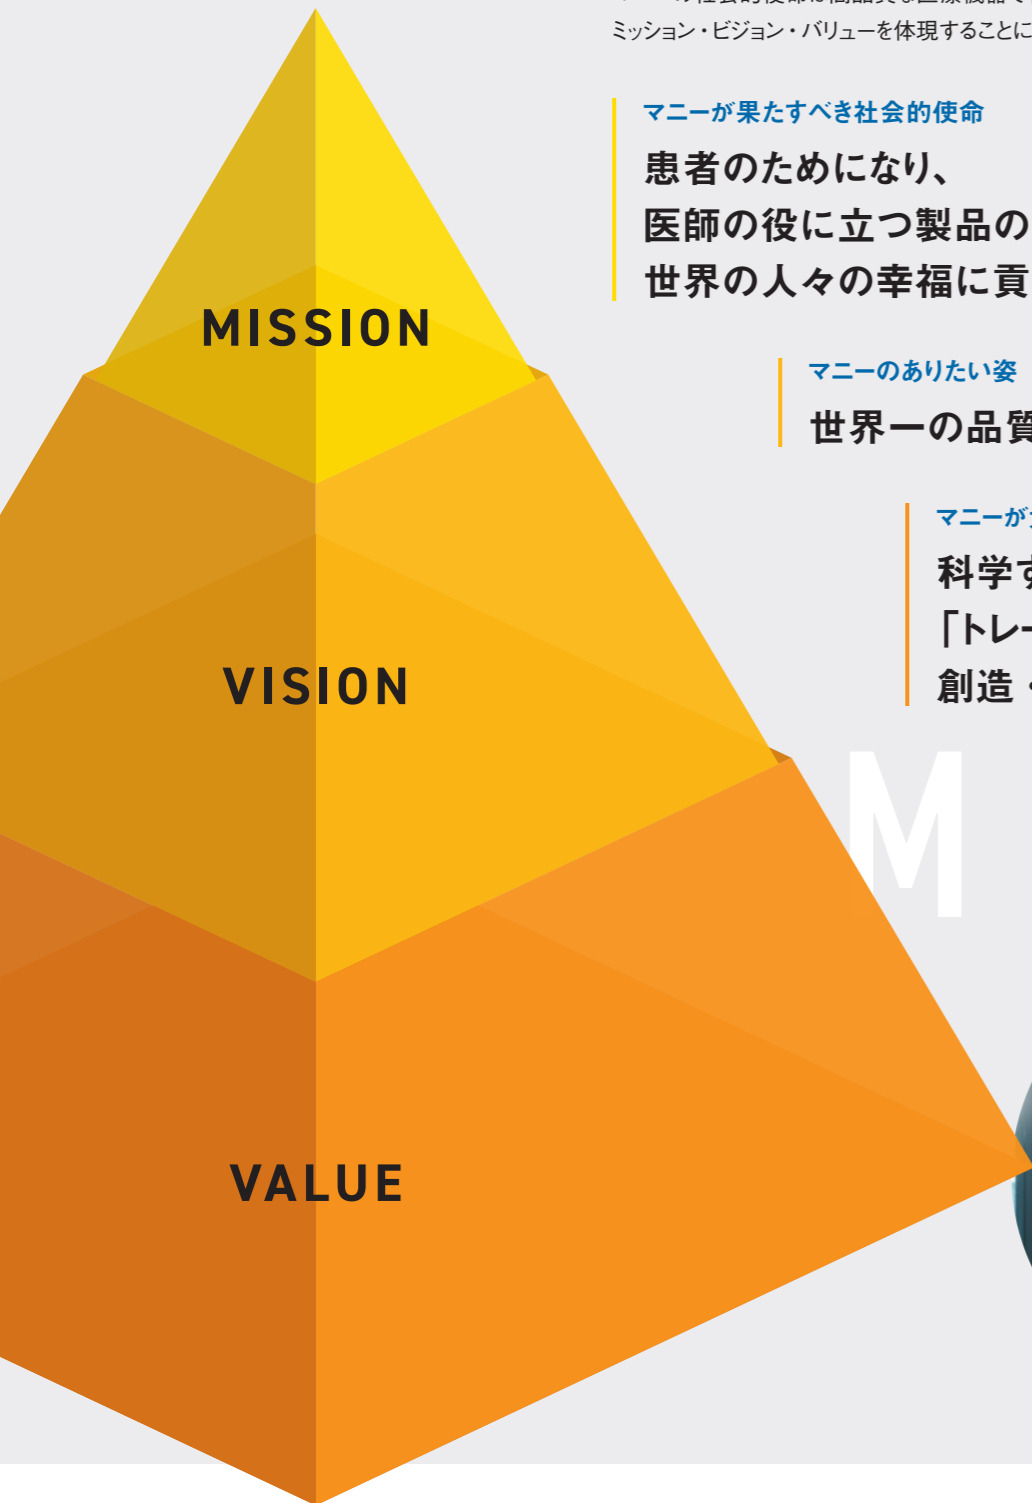 ミッション・ビジョン・バリューを体現することに
マニーが果たすべき社会的使命
患者のためになり、
医師の役に立つ製品の
世界の人々の幸福に貢
マニーのありたい姿
世界一の品質
マニーが
科学す
「トレー
創造・
MISSION
VISION
VALUE
M